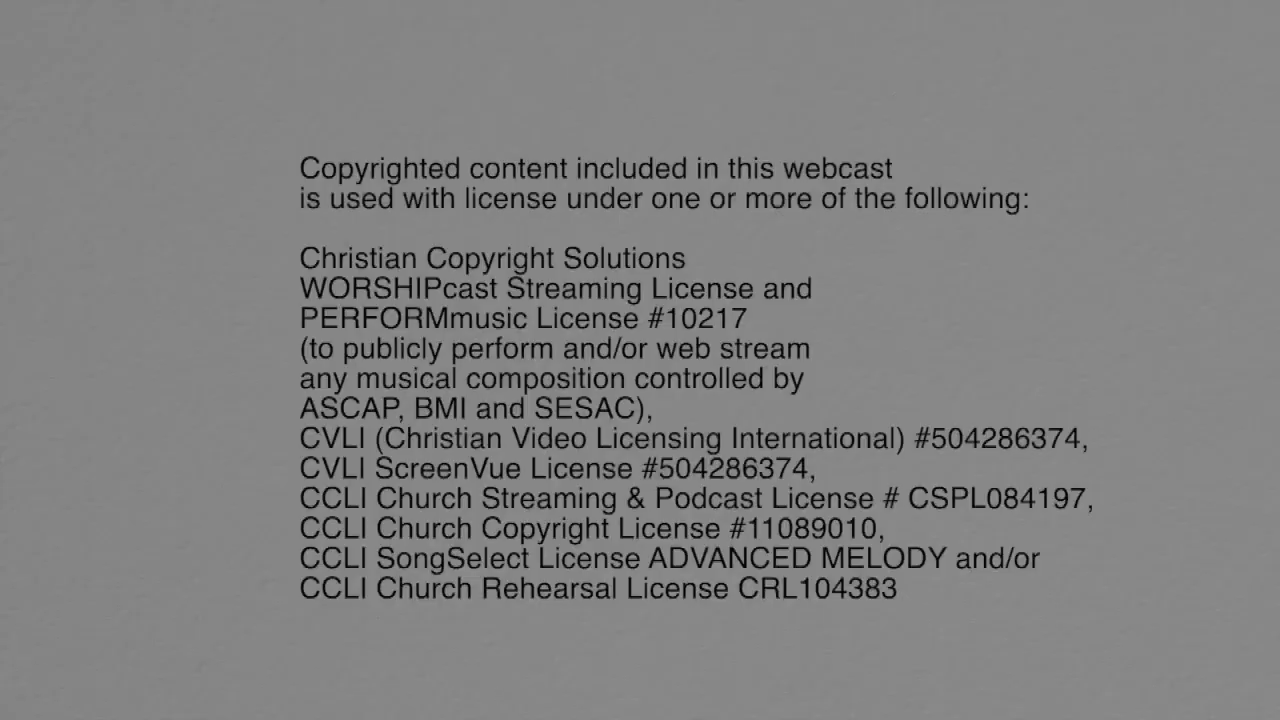 Copyrighted content included in this webcast
is used with license under one or more of the following:
Christian Copyright Solutions
WORSHIPcast Streaming License and
PERFORMmusic License #10217
(to publicly perform and/or web stream
any musical composition controlled by
ASCAP, BMI and SESAC),
CVLI (Christian Video Licensing International) #504286374,
CVLI ScreenVue License #504286374,
CCLI Church Streaming & Podcast License # CSPL084197,
CCLI Church Copyright License #11089010,
CCLI SongSelect License ADVANCED MELODY and/or
CCLI Church Rehearsal License CRL104383